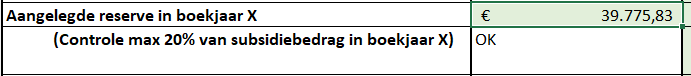 Aangelegde reserve in boekjaar X € 39.775,83
(Controle max 20% van subsidiebedrag in boekjaar X) OK